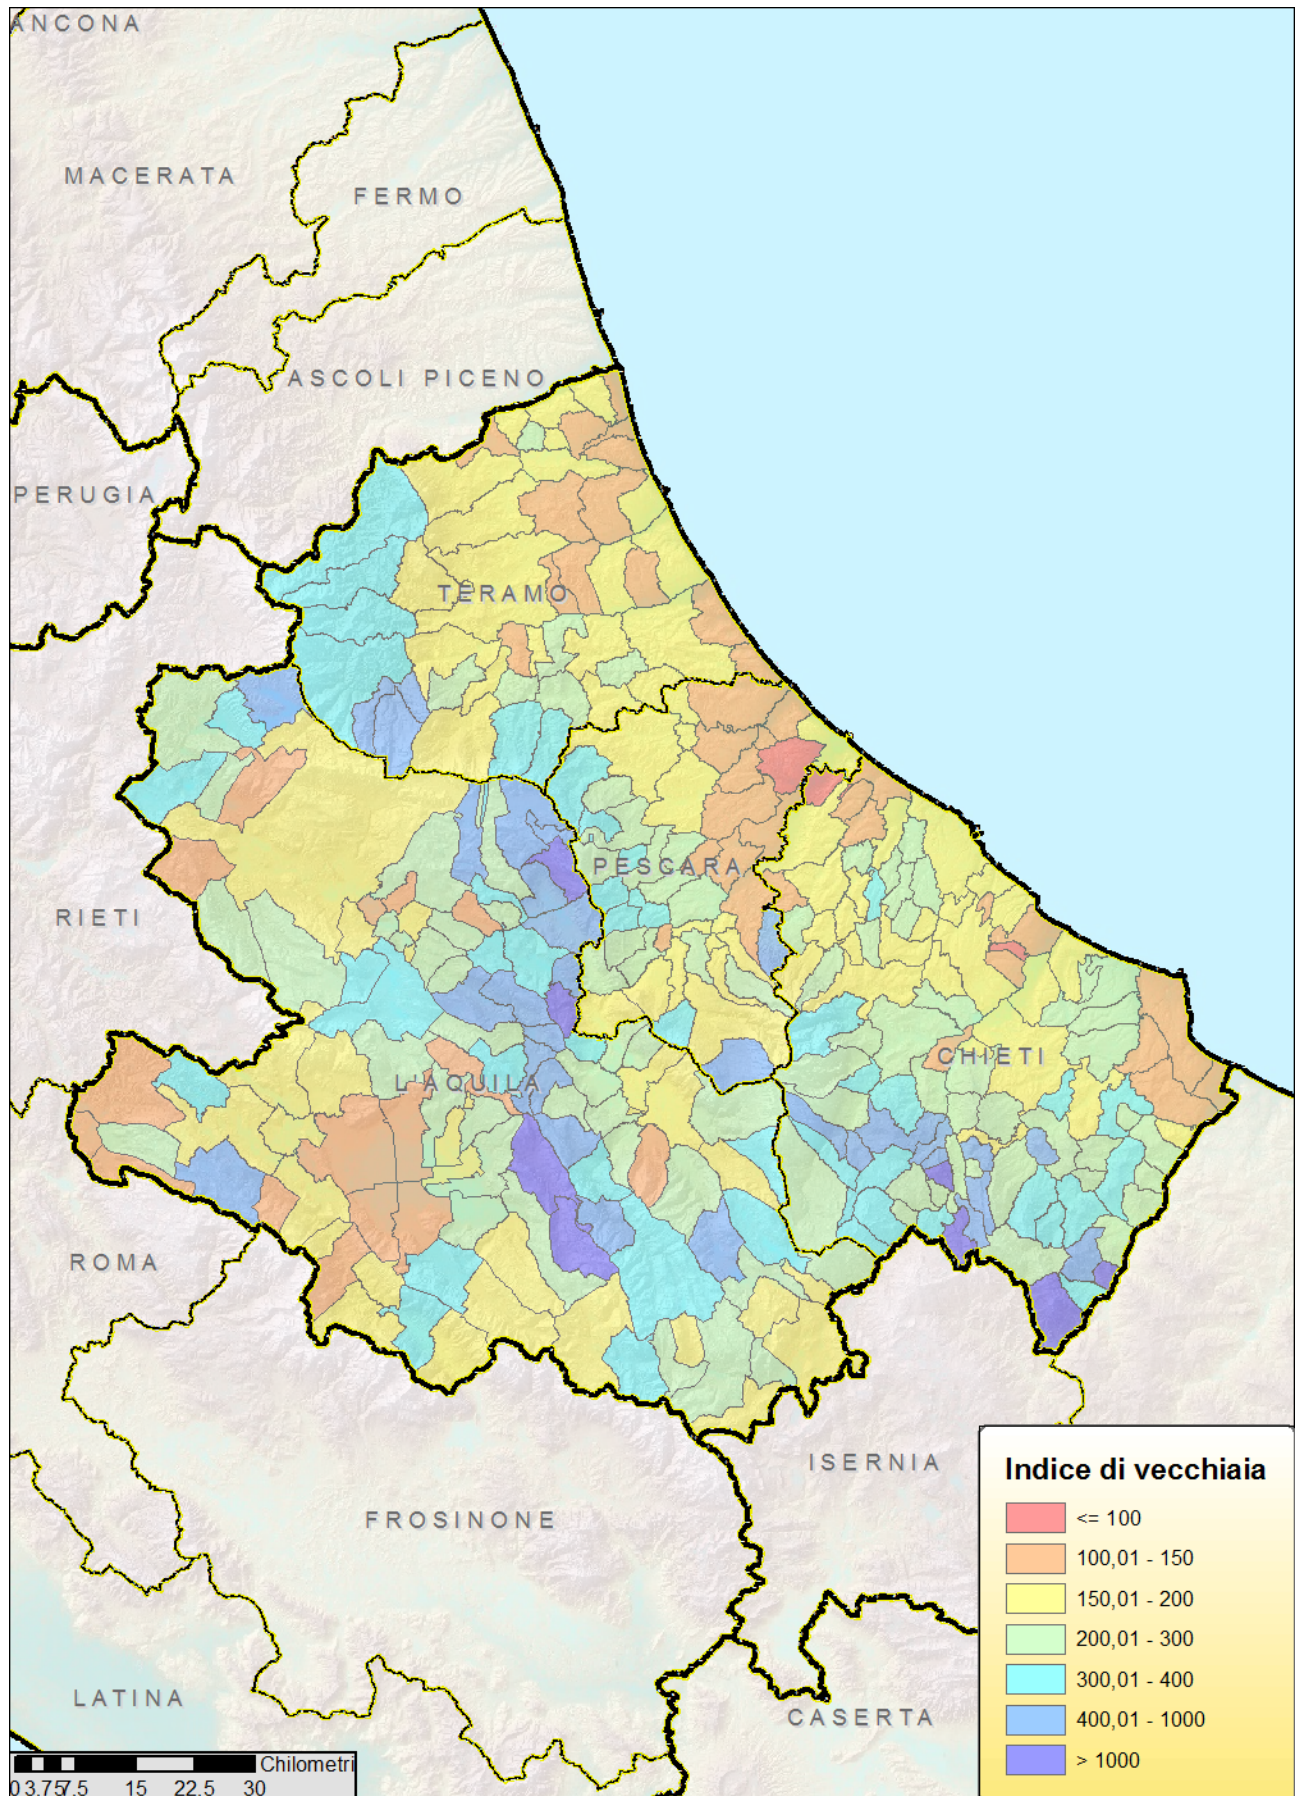 ANCONA
MACERATA
FERMO
ASCOLI PICENO
PERUGIA
TERAMO
PESCARA
RIETI
CHIETI
L'AQUILA
ROMA
ISERNIA
FROSINONE
LATINA
CASERTA
Indice di vecchiaia
<= 100
100,01 - 150
150,01 - 200
200,01 - 300
300,01 - 400
400,01 - 1000
> 1000
Chilometri
0 3,75 7,5 15 22,5 30